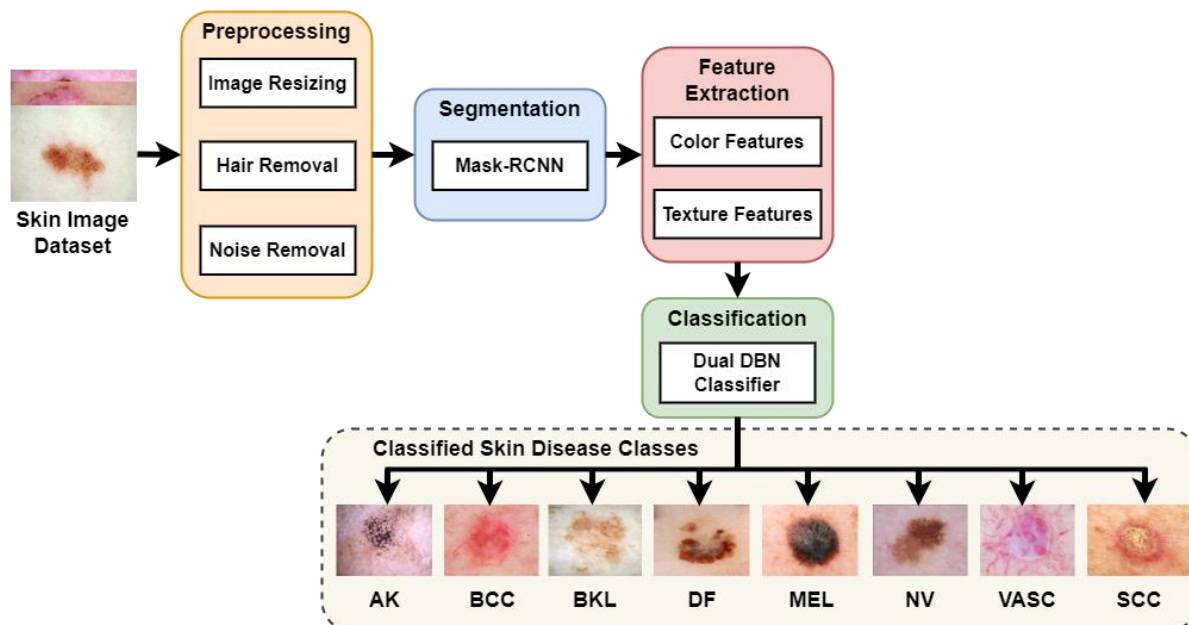 Preprocessing
Image Resizing
Hair Removal
Noise Removal
Skin Image
Dataset
Segmentation
Mask-RCNN
Feature
Extraction
Color Features
Texture Features
Classification
Dual DBN
Classifier
Classified Skin Disease Classes
AK
BCC
BKL
DF
MEL
NV
VASC
SCC